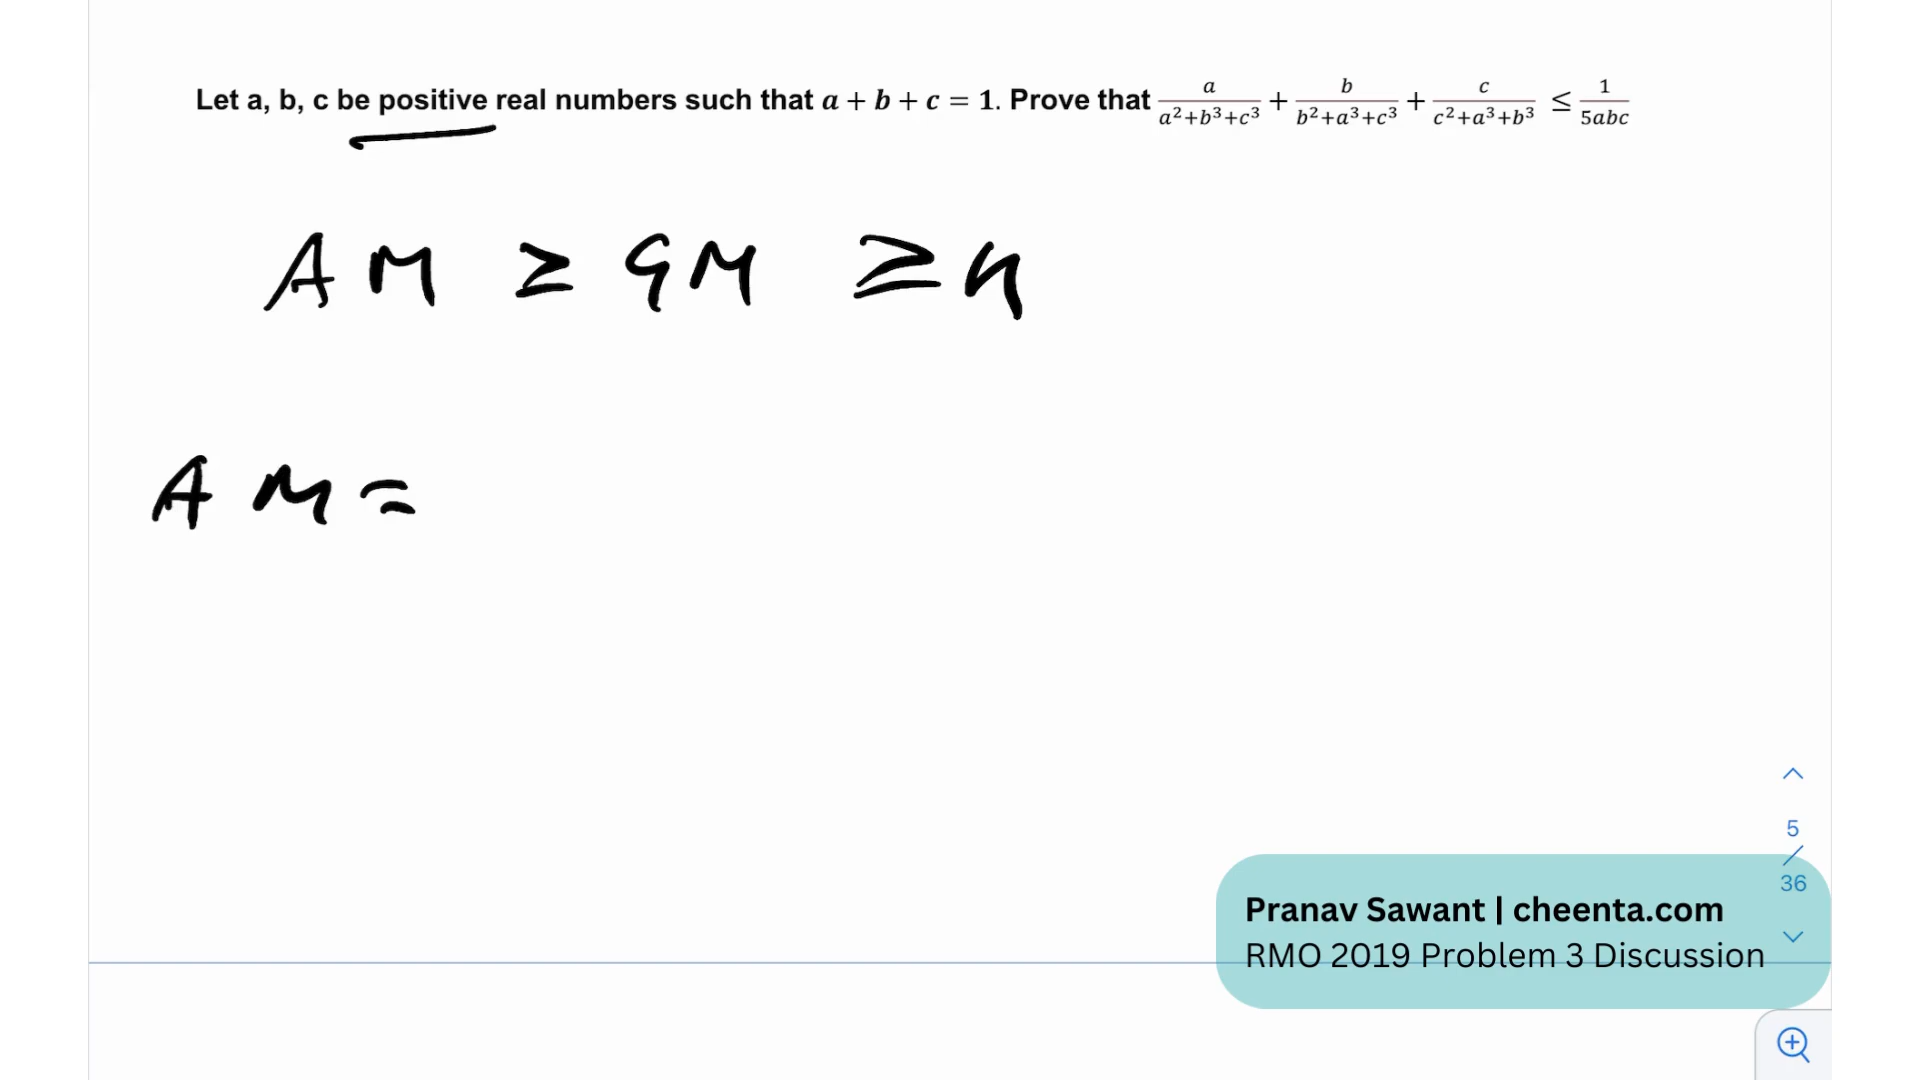 Let a, b, c be positive real numbers such that a + b + c = 1. Prove that a/(a²+b³+c³) + b/(b²+a³+c³) + c/(c²+a³+b³) ≤ 1/(5abc)
AM ≥ GM ≥ H
AM =
5
/
36
Pranav Sawant | cheenta.com
RMO 2019 Problem 3 Discussion